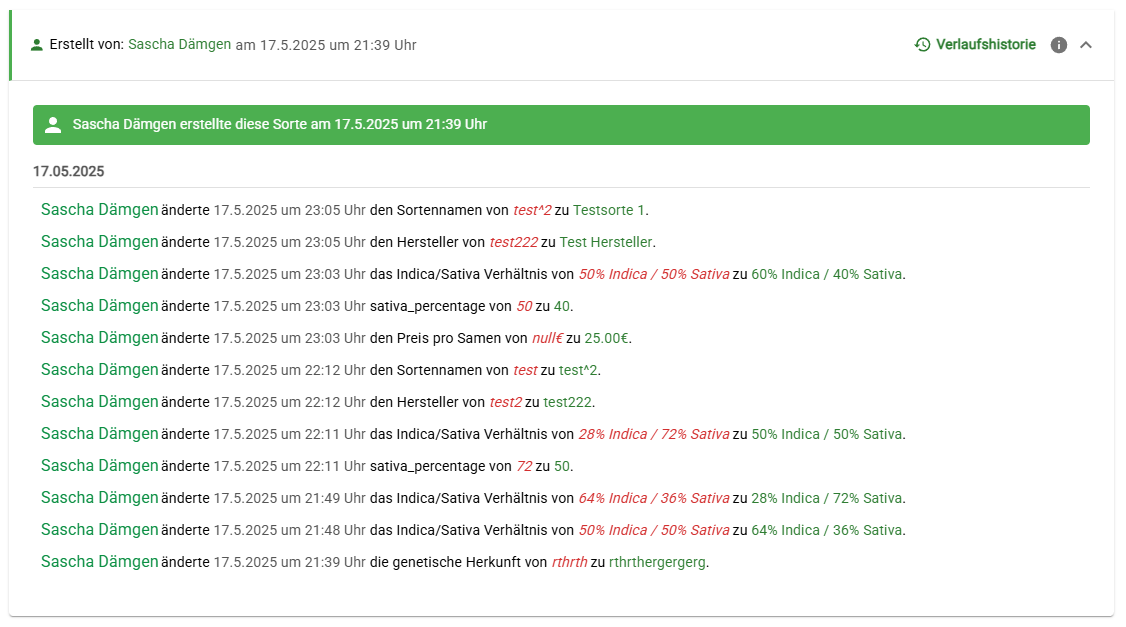 Erstellt von: Sascha Dämgen am 17.5.2025 um 21:39 Uhr Verlaufshistorie
Sascha Dämgen erstellte diese Sorte am 17.5.2025 um 21:39 Uhr
17.05.2025
Sascha Dämgen änderte 17.5.2025 um 23:05 Uhr den Sortennamen von test^2 zu Testsorte 1.
Sascha Dämgen änderte 17.5.2025 um 23:05 Uhr den Hersteller von test222 zu Test Hersteller.
Sascha Dämgen änderte 17.5.2025 um 23:03 Uhr das Indica/Sativa Verhältnis von 50% Indica / 50% Sativa zu 60% Indica / 40% Sativa.
Sascha Dämgen änderte 17.5.2025 um 23:03 Uhr sativa_percentage von 50 zu 40.
Sascha Dämgen änderte 17.5.2025 um 23:03 Uhr den Preis pro Samen von null€ zu 25.00€.
Sascha Dämgen änderte 17.5.2025 um 22:12 Uhr den Sortennamen von test zu test^2.
Sascha Dämgen änderte 17.5.2025 um 22:12 Uhr den Hersteller von test2 zu test222.
Sascha Dämgen änderte 17.5.2025 um 22:11 Uhr das Indica/Sativa Verhältnis von 28% Indica / 72% Sativa zu 50% Indica / 50% Sativa.
Sascha Dämgen änderte 17.5.2025 um 22:11 Uhr sativa_percentage von 72 zu 50.
Sascha Dämgen änderte 17.5.2025 um 21:49 Uhr das Indica/Sativa Verhältnis von 64% Indica / 36% Sativa zu 28% Indica / 72% Sativa.
Sascha Dämgen änderte 17.5.2025 um 21:48 Uhr das Indica/Sativa Verhältnis von 50% Indica / 50% Sativa zu 64% Indica / 36% Sativa.
Sascha Dämgen änderte 17.5.2025 um 21:39 Uhr die genetische Herkunft von rthrth zu rthrthergergerg.